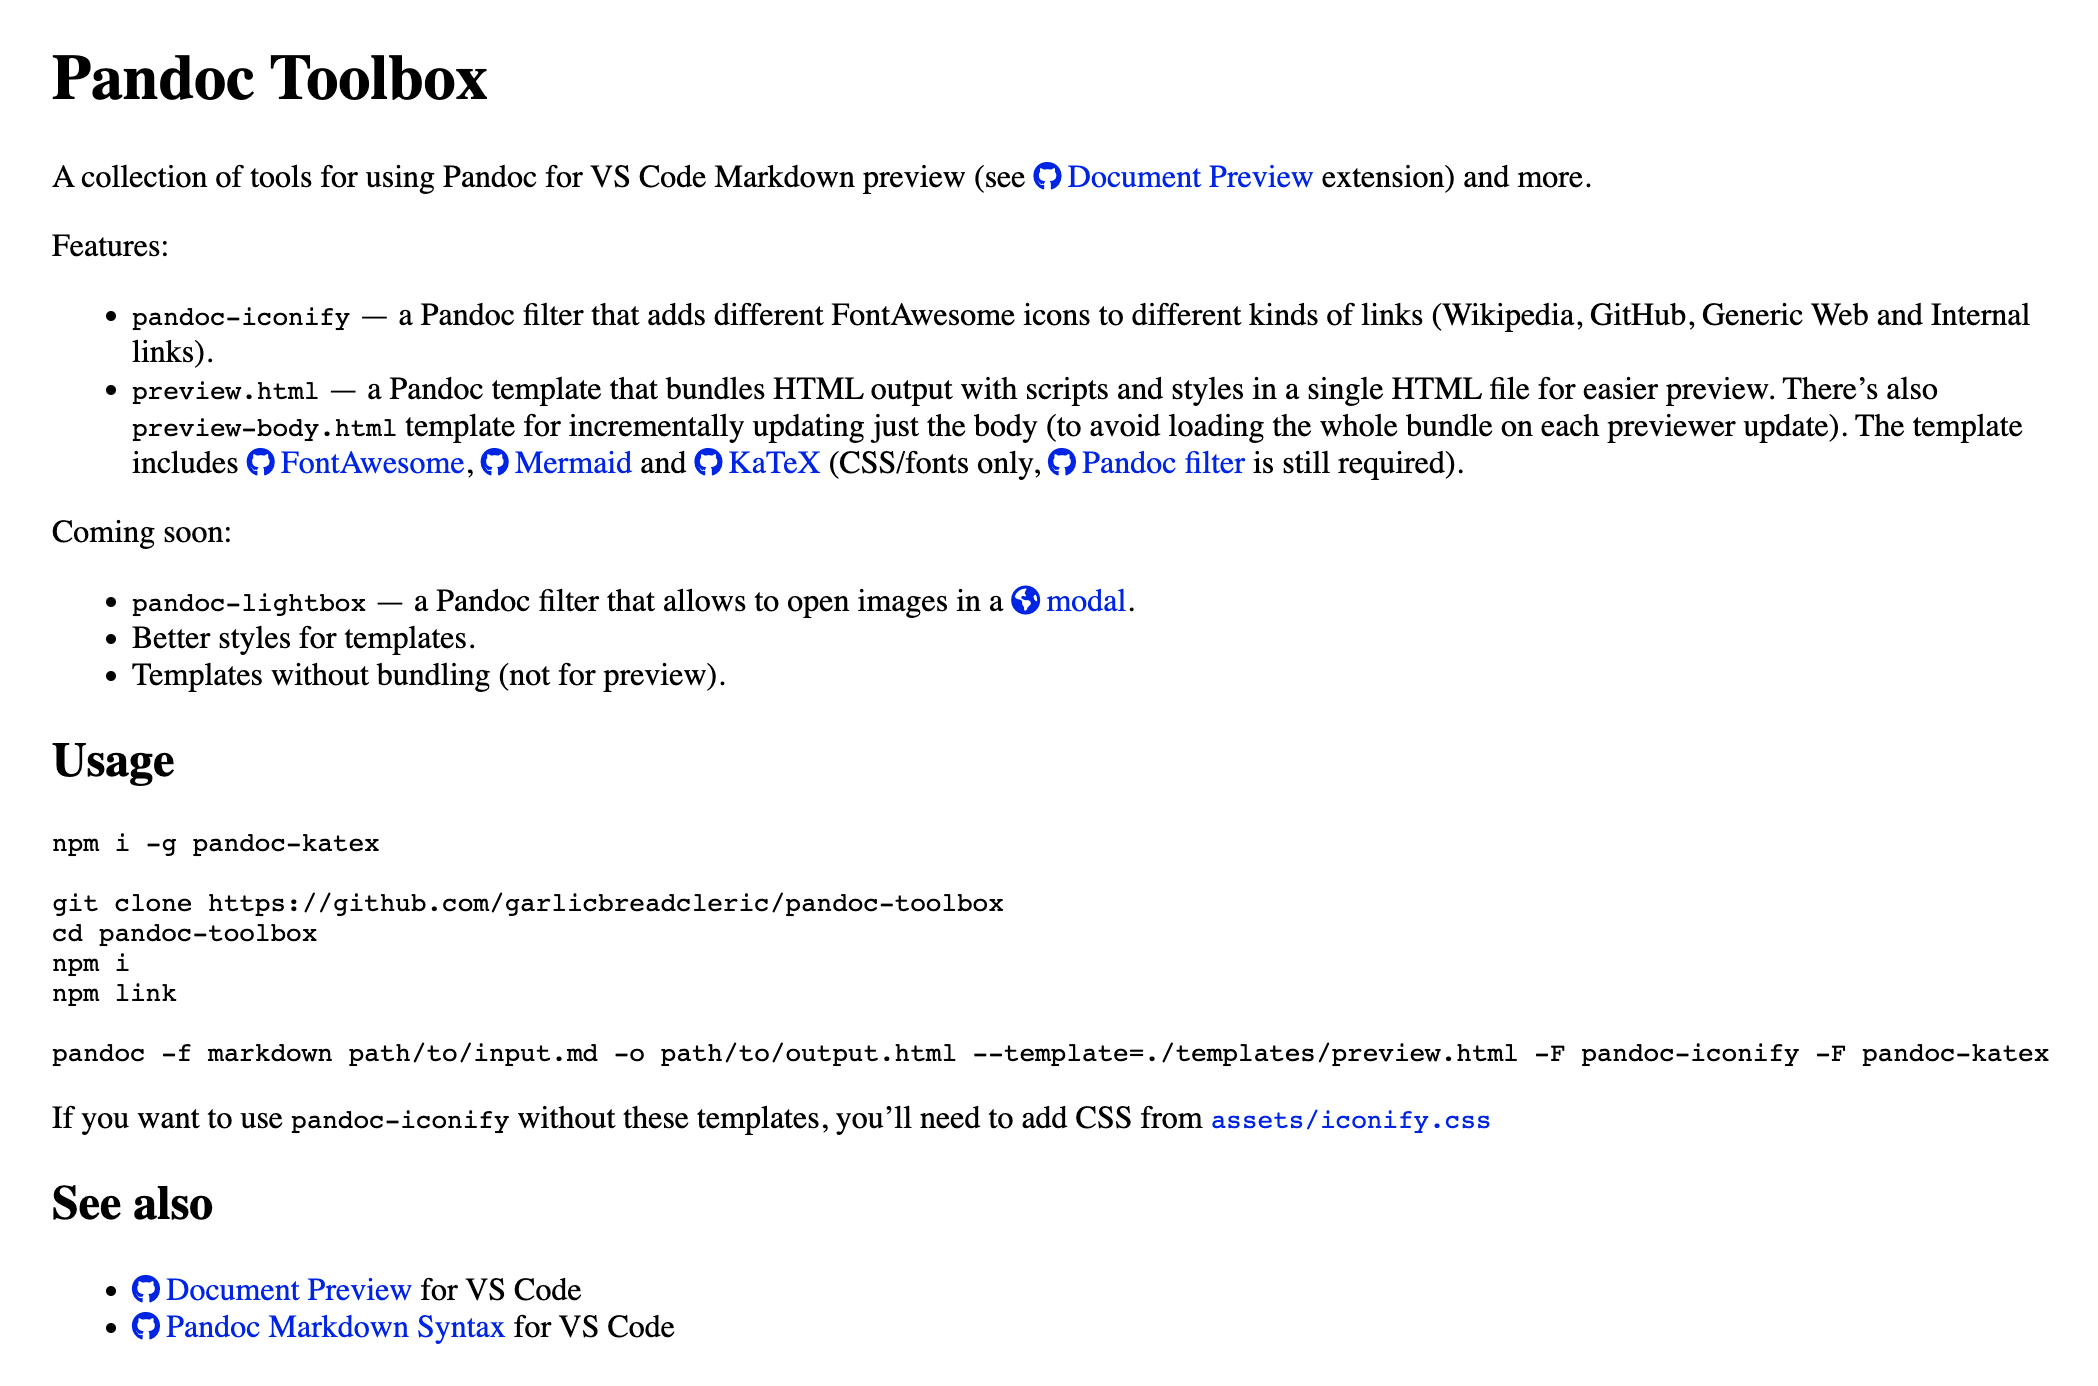 Pandoc Toolbox
A collection of tools for using Pandoc for VS Code Markdown preview (see Document Preview extension) and more.
Features:
• pandoc-iconify — a Pandoc filter that adds different FontAwesome icons to different kinds of links (Wikipedia, GitHub, Generic Web and Internal
links).
• preview.html — a Pandoc template that bundles HTML output with scripts and styles in a single HTML file for easier preview. There’s also
preview-body.html template for incrementally updating just the body (to avoid loading the whole bundle on each previewer update). The template
includes FontAwesome, Mermaid and KaTeX (CSS/fonts only, Pandoc filter is still required).
Coming soon:
• pandoc-lightbox — a Pandoc filter that allows to open images in a modal.
• Better styles for templates.
• Templates without bundling (not for preview).
Usage
npm i -g pandoc-katex
git clone https://github.com/garlicbreadcleric/pandoc-toolbox
cd pandoc-toolbox
npm i
npm link
pandoc -f markdown path/to/input.md -o path/to/output.html --template=./templates/preview.html -F pandoc-iconify -F pandoc-katex
If you want to use pandoc-iconify without these templates, you’ll need to add CSS from assets/iconify.css
See also
• Document Preview for VS Code
• Pandoc Markdown Syntax for VS Code